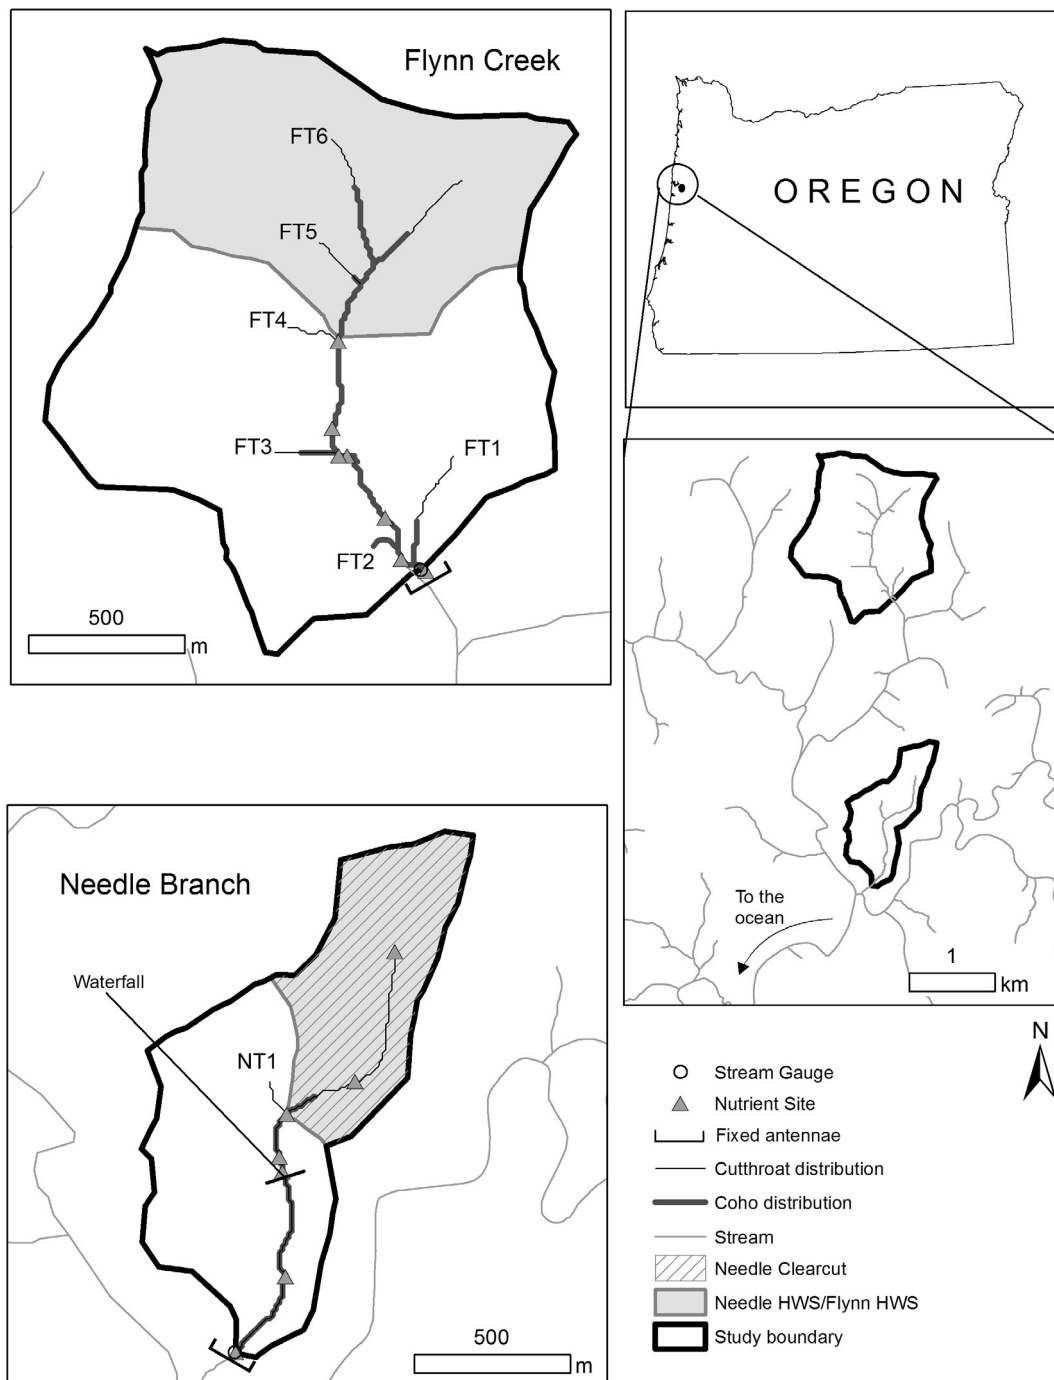 Flynn Creek
FT6
FT5
FT4
FT3
FT1
FT2
500
m
OREGON
To the
ocean
1
km
Needle Branch
Waterfall
NT1
500
m
N
Stream Gauge
Nutrient Site
Fixed antennae
Cutthroat distribution
Coho distribution
Stream
Needle Clearcut
Needle HWS/Flynn HWS
Study boundary